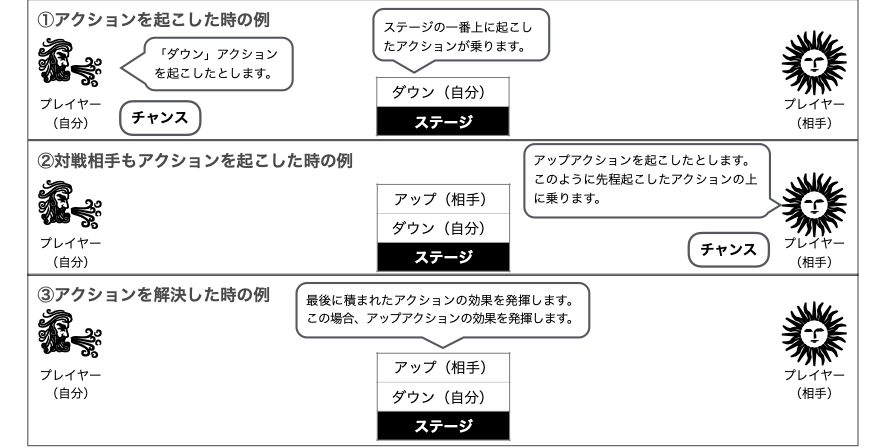 ①アクションを起こした時の例
ステージの一番上に起こし
たアクションが乗ります。
「ダウン」アクション
を起こしたとします。
ダウン（自分）
ステージ
プレイヤー
（自分）
チャンス
プレイヤー
（相手）
②対戦相手もアクションを起こした時の例
アップアクションを起こしたとします。
このように先程起こしたアクションの上
に乗ります。
アップ（相手）
ダウン（自分）
ステージ
プレイヤー
（自分）
チャンス
プレイヤー
（相手）
③アクションを解決した時の例
最後に積まれたアクションの効果を発揮します。
この場合、アップアクションの効果を発揮します。
アップ（相手）
ダウン（自分）
ステージ
プレイヤー
（自分）
プレイヤー
（相手）